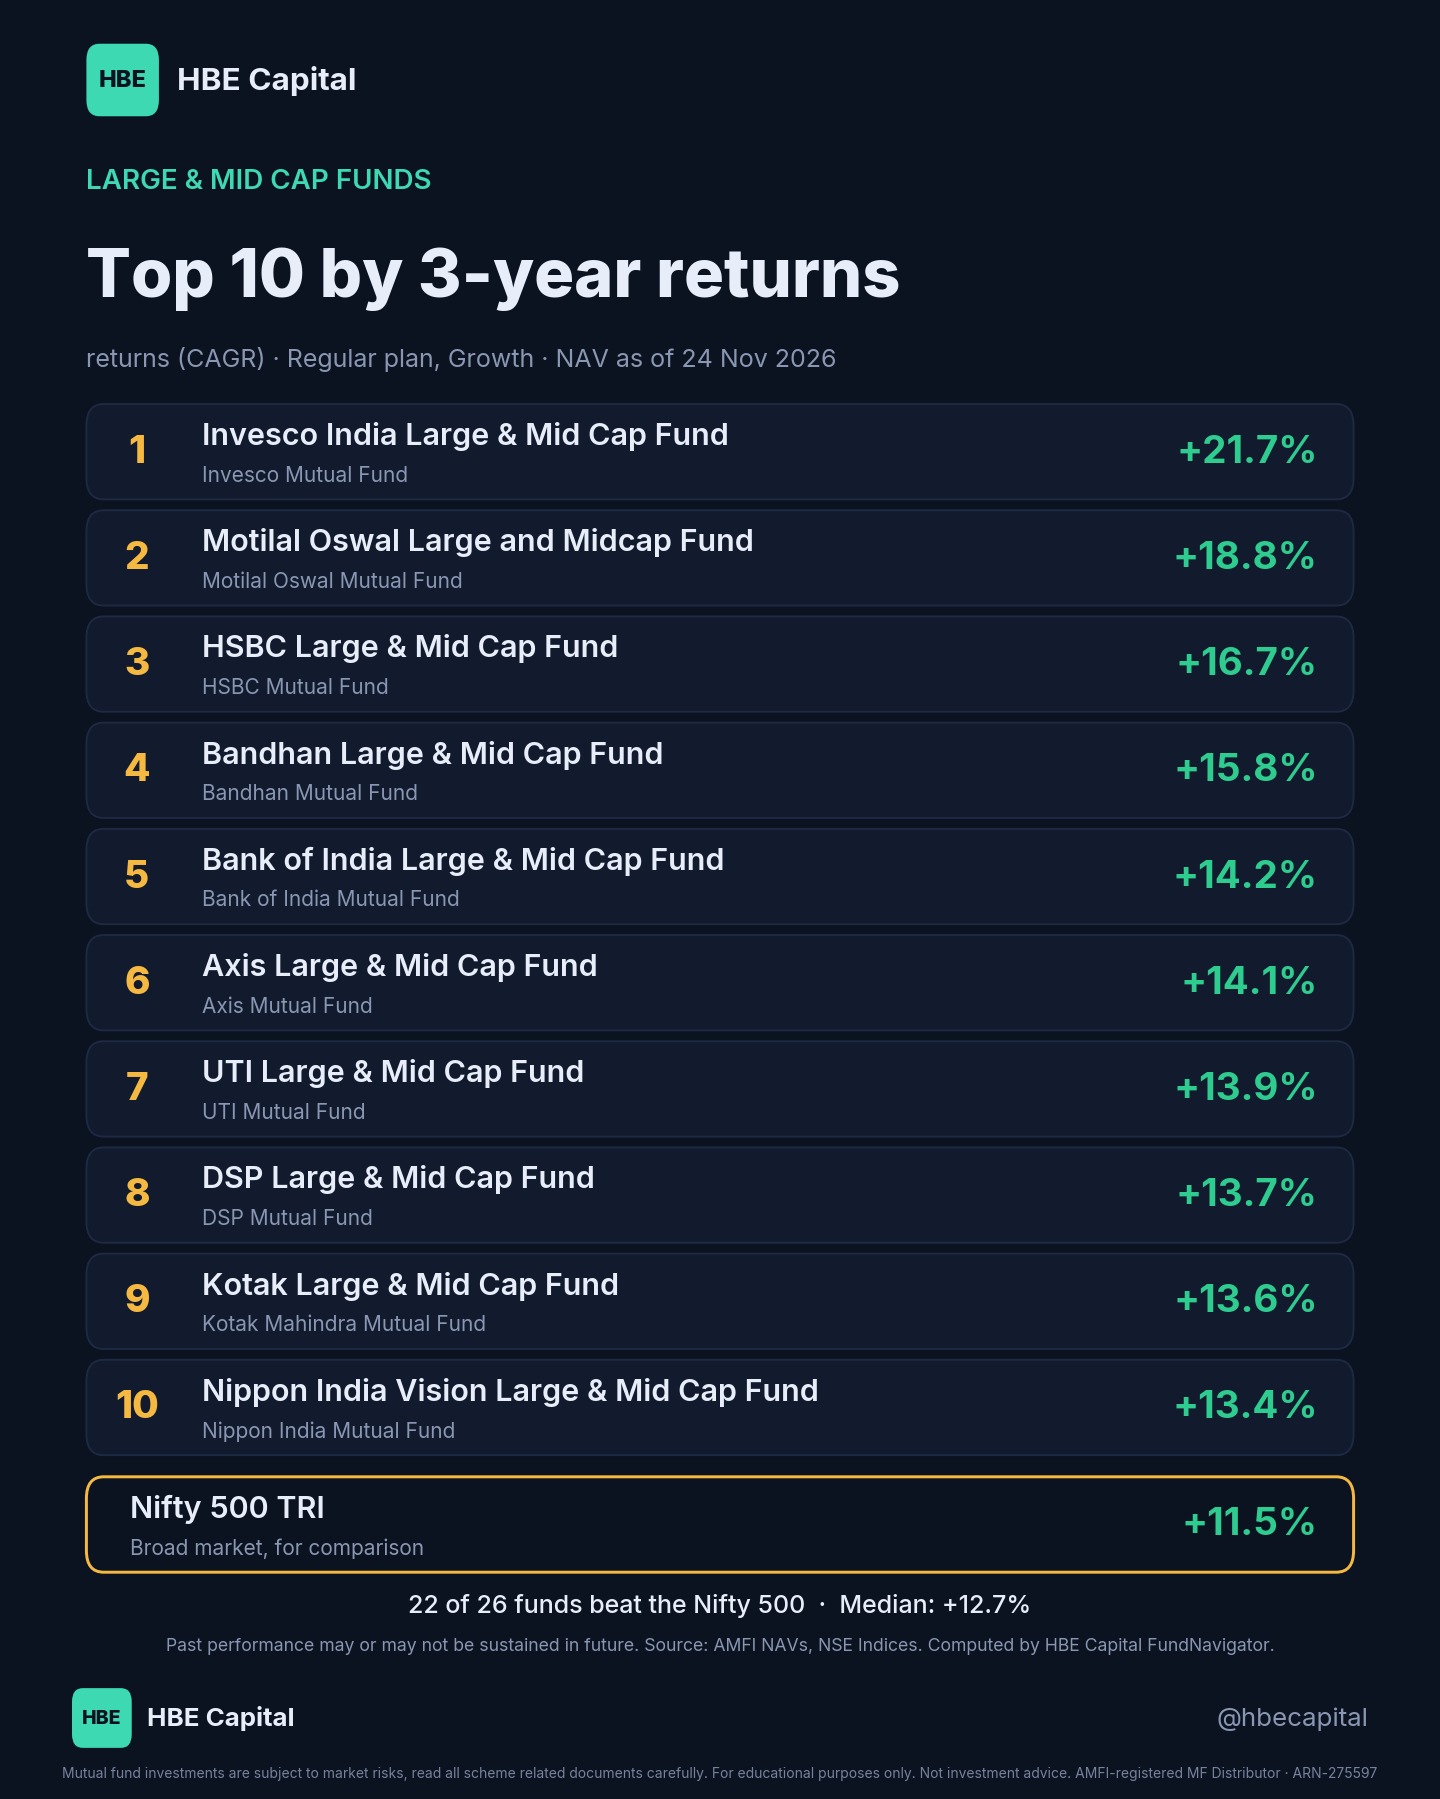 HBE
HBE Capital
LARGE & MID CAP FUNDS
Top 10 by 3-year returns
returns (CAGR) · Regular plan, Growth · NAV as of 24 Nov 2026
1
Invesco India Large & Mid Cap Fund
Invesco Mutual Fund
+21.7%
2
Motilal Oswal Large and Midcap Fund
Motilal Oswal Mutual Fund
+18.8%
3
HSBC Large & Mid Cap Fund
HSBC Mutual Fund
+16.7%
4
Bandhan Large & Mid Cap Fund
Bandhan Mutual Fund
+15.8%
5
Bank of India Large & Mid Cap Fund
Bank of India Mutual Fund
+14.2%
6
Axis Large & Mid Cap Fund
Axis Mutual Fund
+14.1%
7
UTI Large & Mid Cap Fund
UTI Mutual Fund
+13.9%
8
DSP Large & Mid Cap Fund
DSP Mutual Fund
+13.7%
9
Kotak Large & Mid Cap Fund
Kotak Mahindra Mutual Fund
+13.6%
10
Nippon India Vision Large & Mid Cap Fund
Nippon India Mutual Fund
+13.4%
Nifty 500 TRI
Broad market, for comparison
+11.5%
22 of 26 funds beat the Nifty 500 · Median: +12.7%
Past performance may or may not be sustained in future. Source: AMFI NAVs, NSE Indices. Computed by HBE Capital FundNavigator.
HBE
HBE Capital
@hbecapital
Mutual fund investments are subject to market risks, read all scheme related documents carefully. For educational purposes only. Not investment advice. AMFI-registered MF Distributor · ARN-275597